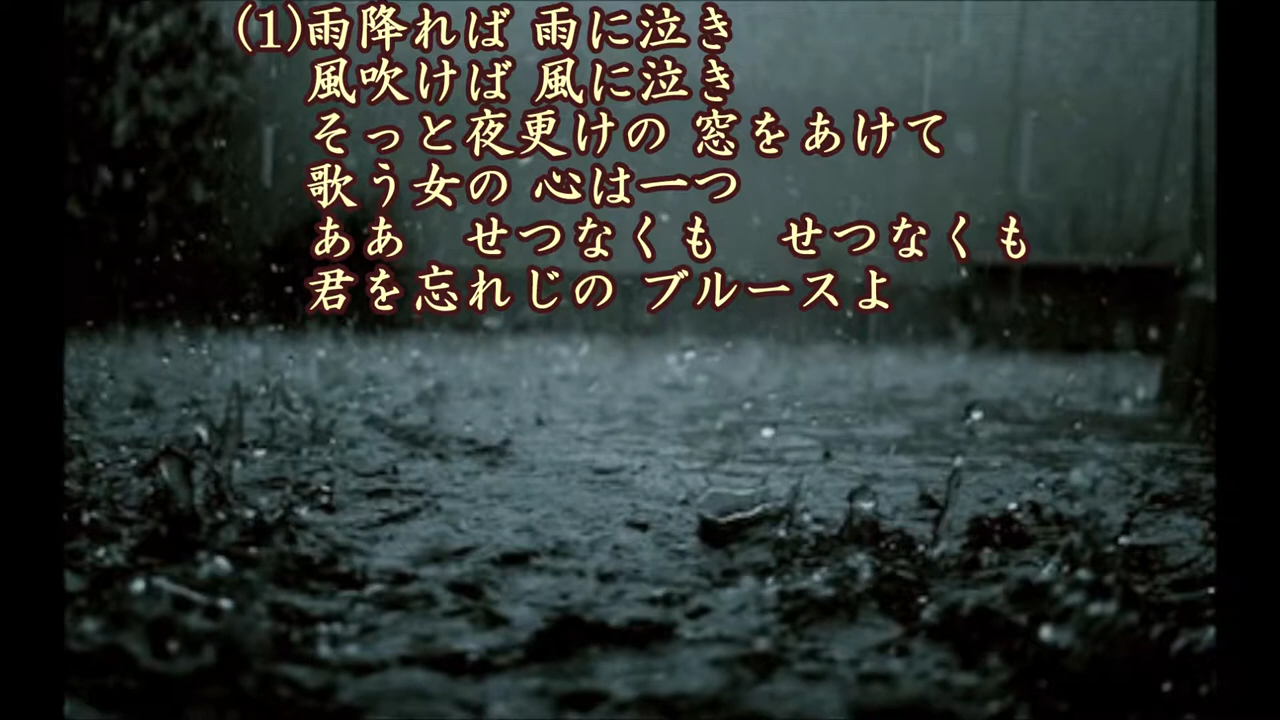 (1)雨降れば 雨に泣き
風吹けば 風に泣き
そっと夜更けの 窓をあけて
歌う女の 心は一つ
ああ　せつなくも　せつなくも
君を忘れじの ブルースよ